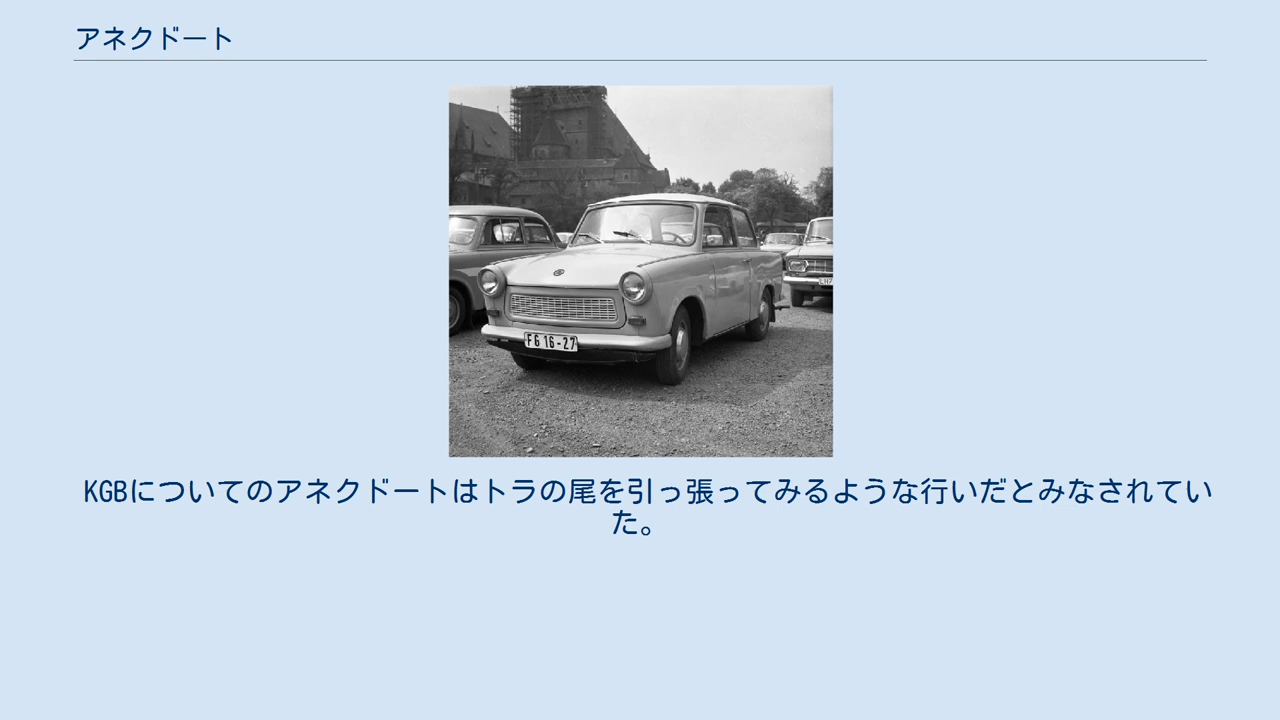 アネクドート
FG 16-27
KGBについてのアネクドートはトラの尾を引っ張ってみるような行いだとみなされてい
た。